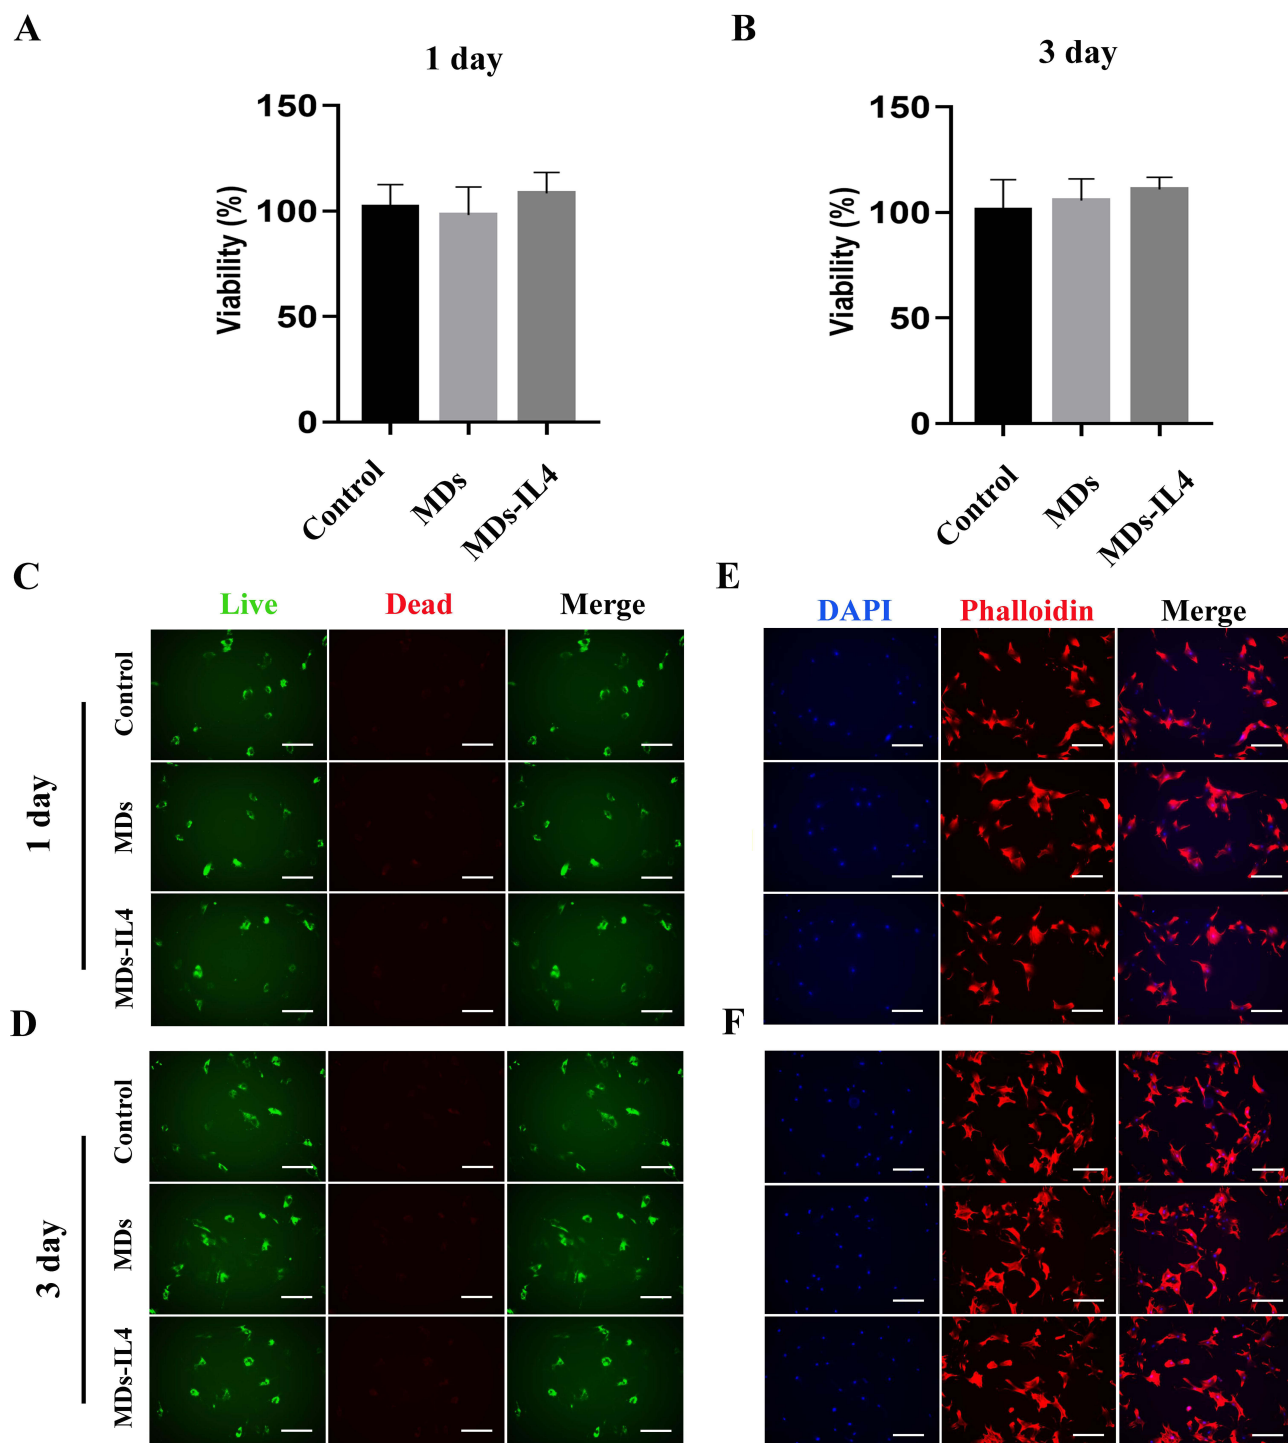 A
1 day
150
100
50
0
Viability (%)
Control
MDs
MDs-IL4
B
3 day
150
100
50
0
Viability (%)
Control
MDs
MDs-IL4
C
Live Dead Merge
1 day
Control
MDs
MDs-IL4
D
3 day
Control
MDs
MDs-IL4
E
DAPI Phalloidin Merge
F